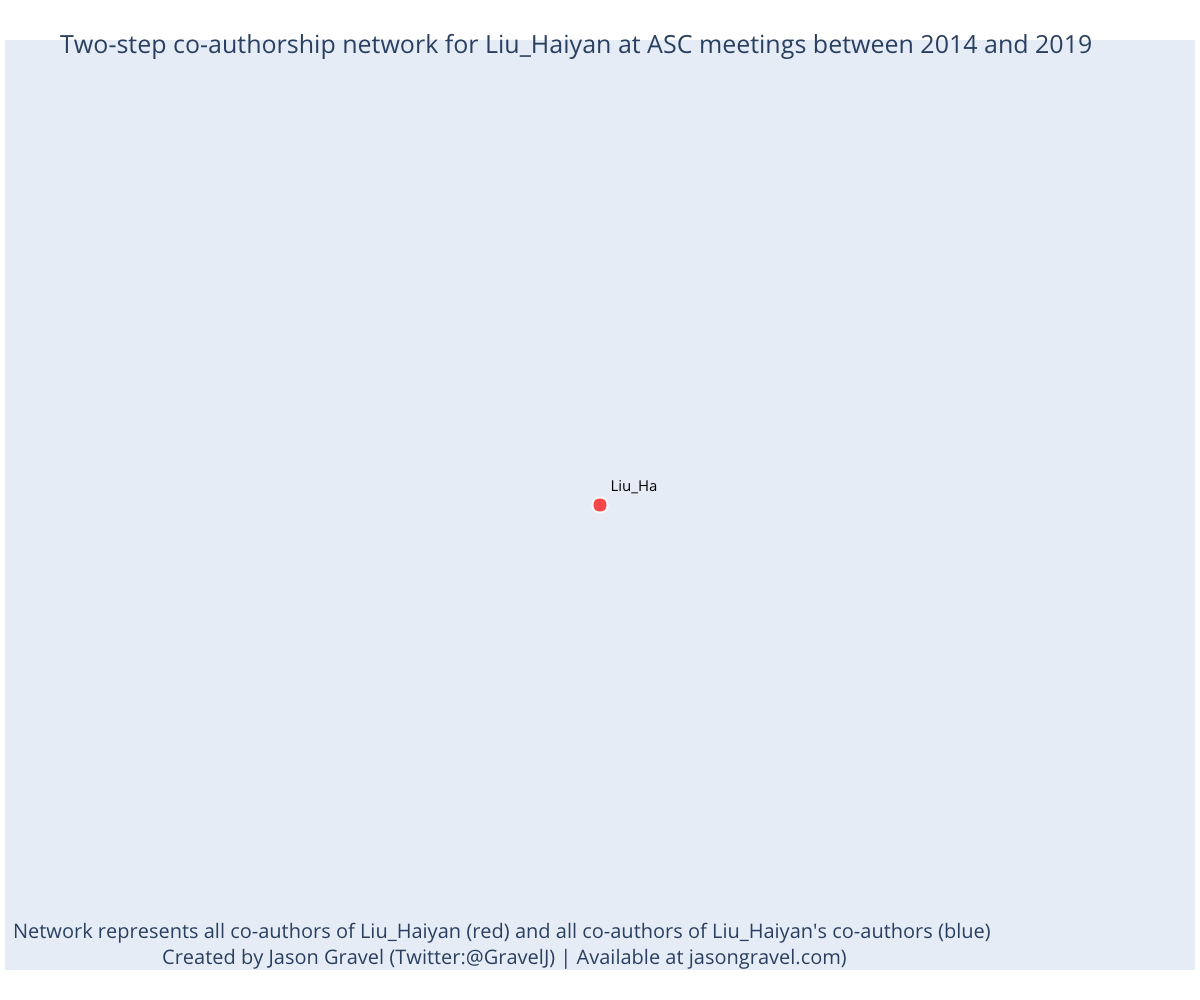 Two-step co-authorship network for Liu_Haiyan at ASC meetings between 2014 and 2019
Liu_Ha
Network represents all co-authors of Liu_Haiyan (red) and all co-authors of Liu_Haiyan's co-authors (blue)
Created by Jason Gravel (Twitter:@GravelJ) | Available at jasongravel.com)